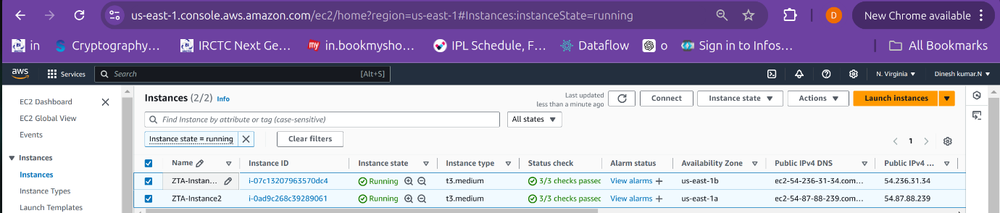 us-east-1.console.aws.amazon.com/ec2/home?region=us-east-1#Instances:instanceState=running
D
New Chrome available
in
Cryptography...
IRCTC Next Ge...
my
in.bookmysho...
IPL Schedule, F...
Dataflow
o
Sign in to Infos...
All Bookmarks
aws
Services
Search
[Alt+S]
N. Virginia
Dinesh kumar.N
EC2 Dashboard
EC2 Global View
Events
Instances
Instances
Instance Types
Launch Templates
Instances (2/2) Info
Last updated
less than a minute ago
Connect
Instance state
Actions
Launch instances
Find Instance by attribute or tag (case-sensitive)
All states
Instance state = running
Clear filters
1
Name Instance ID Instance state Instance type Status check Alarm status Availability Zone Public IPv4 DNS Public IPv4 ...
ZTA-Instan... i-07c13207963570dc4 Running t3.medium 3/3 checks passed View alarms us-east-1b ec2-54-236-31-34.com... 54.236.31.34
ZTA-Instance2 i-0ad9c268c39289061 Running t3.medium 3/3 checks passed View alarms us-east-1a ec2-54-87-88-239.com... 54.87.88.239